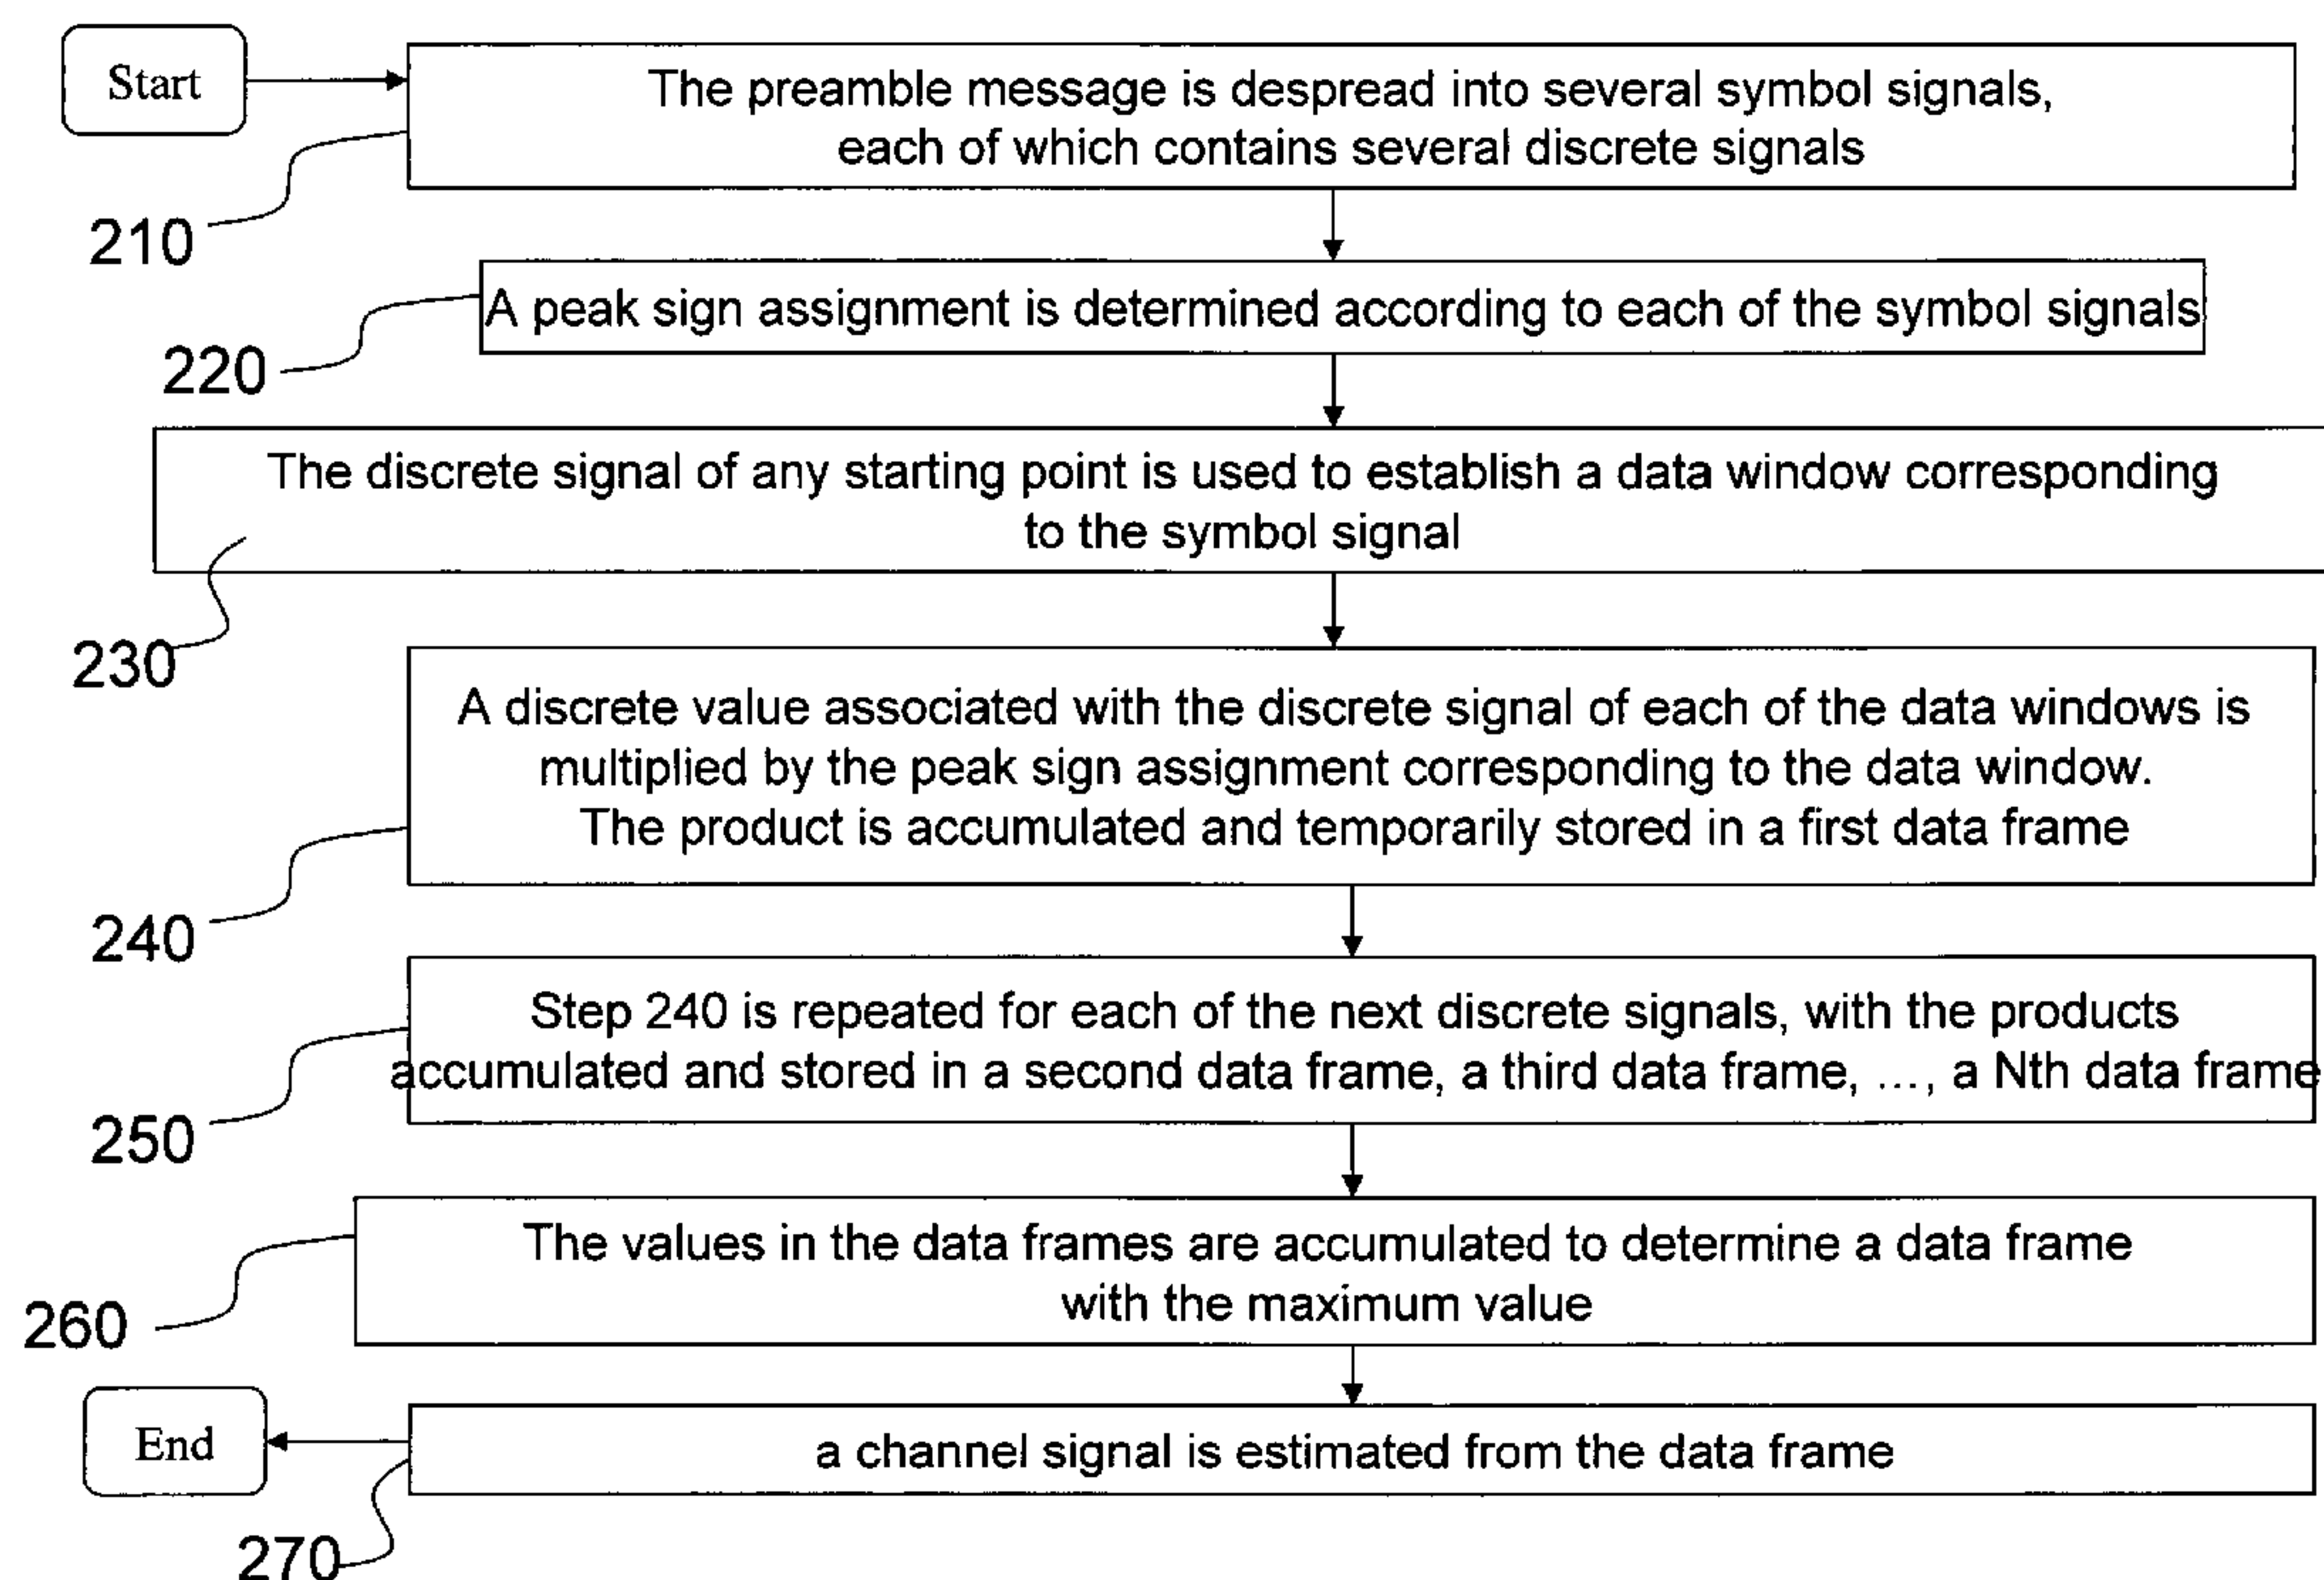 Start
The preamble message is despread into several symbol signals,
each of which contains several discrete signals
210
A peak sign assignment is determined according to each of the symbol signals
220
The discrete signal of any starting point is used to establish a data window corresponding
to the symbol signal
230
A discrete value associated with the discrete signal of each of the data windows is
multiplied by the peak sign assignment corresponding to the data window.
The product is accumulated and temporarily stored in a first data frame
240
Step 240 is repeated for each of the next discrete signals, with the products
accumulated and stored in a second data frame, a third data frame, ..., a Nth data frame
250
The values in the data frames are accumulated to determine a data frame
with the maximum value
260
End
a channel signal is estimated from the data frame
270